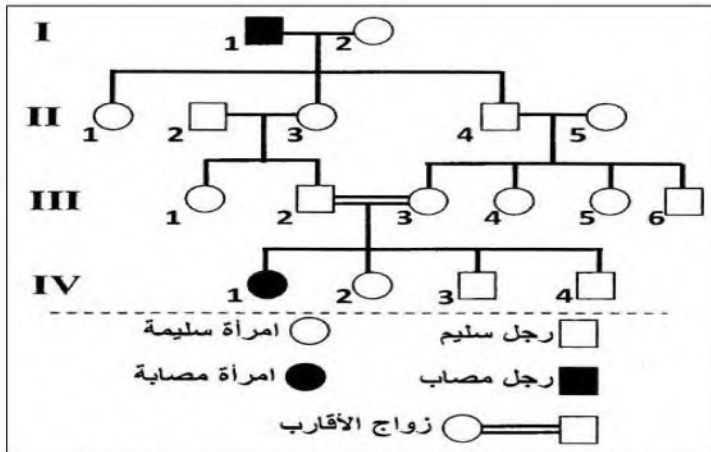 I
1 2
II
1 2 3 4 5
III
1 2 3 4 5 6
IV
1 2 3 4
امرأة سليمة رجل سليم
امرأة مصابة رجل مصاب
زواج الأقارب